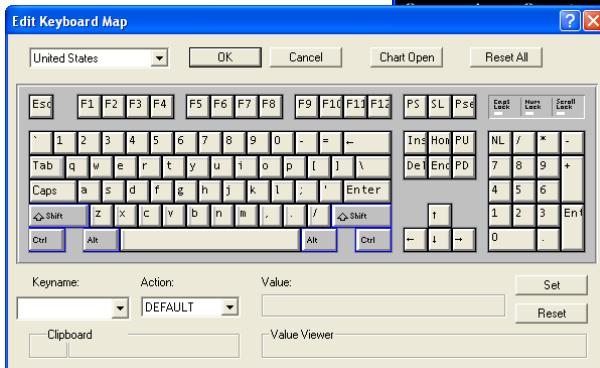 Edit Keyboard Map
United States OK Cancel Chart Open Reset All
Esc F1 F2 F3 F4 F5 F6 F7 F8 F9 F10 F11 F12 PS SL Pse Caps Lock Num Lock Scroll Lock
` 1 2 3 4 5 6 7 8 9 0 - = ← Ins Hom PU NL / * -
Tab q w e r t y u i o p [ ] \ Del End PD 7 8 9 +
Caps a s d f g h j k l ; ' Enter 4 5 6
Shift z x c v b n m , . / Shift ↑ 1 2 3 Ent
Ctrl Alt Alt Ctrl ← ↓ → 0 .
Keyname: Action: Value: Set
DEFAULT Reset
Clipboard Value Viewer